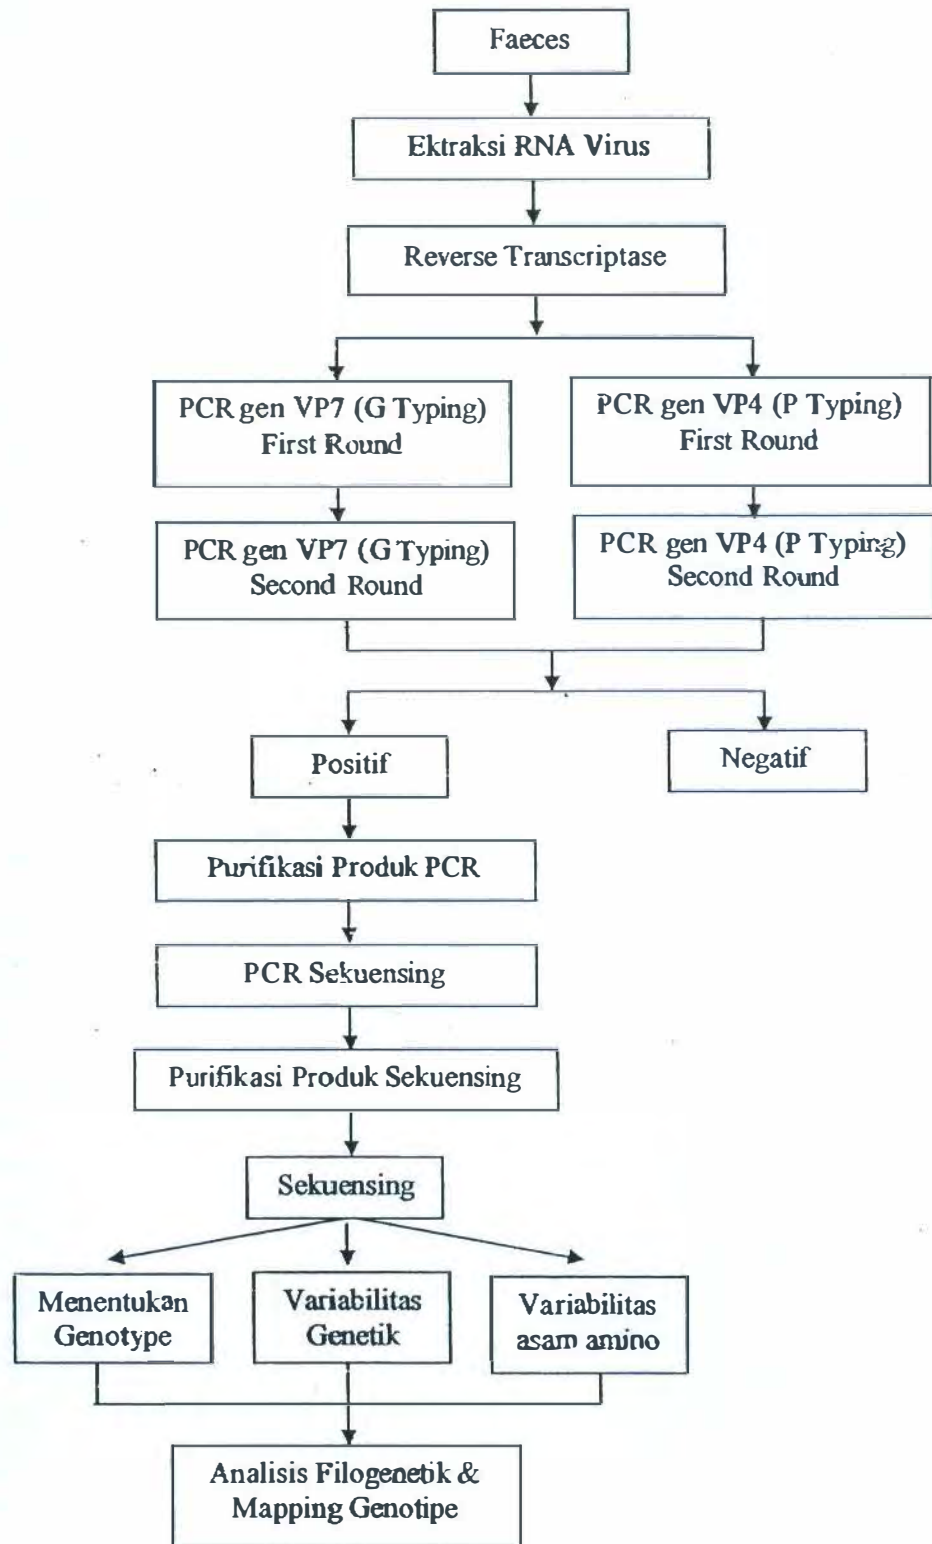 Faeces
Ektraksi RNA Virus
Reverse Transcriptase
PCR gen VP7 (G Typing)
First Round
PCR gen VP4 (P Typing)
First Round
PCR gen VP7 (G Typing)
Second Round
PCR gen VP4 (P Typing)
Second Round
Positif
Negatif
Purifikasi Produk PCR
PCR Sekuensing
Purifikasi Produk Sekuensing
Sekuensing
Menentukan
Genotype
Variabilitas
Genetik
Variabilitas
asam amino
Analisis Filogenetik &
Mapping Genotipe